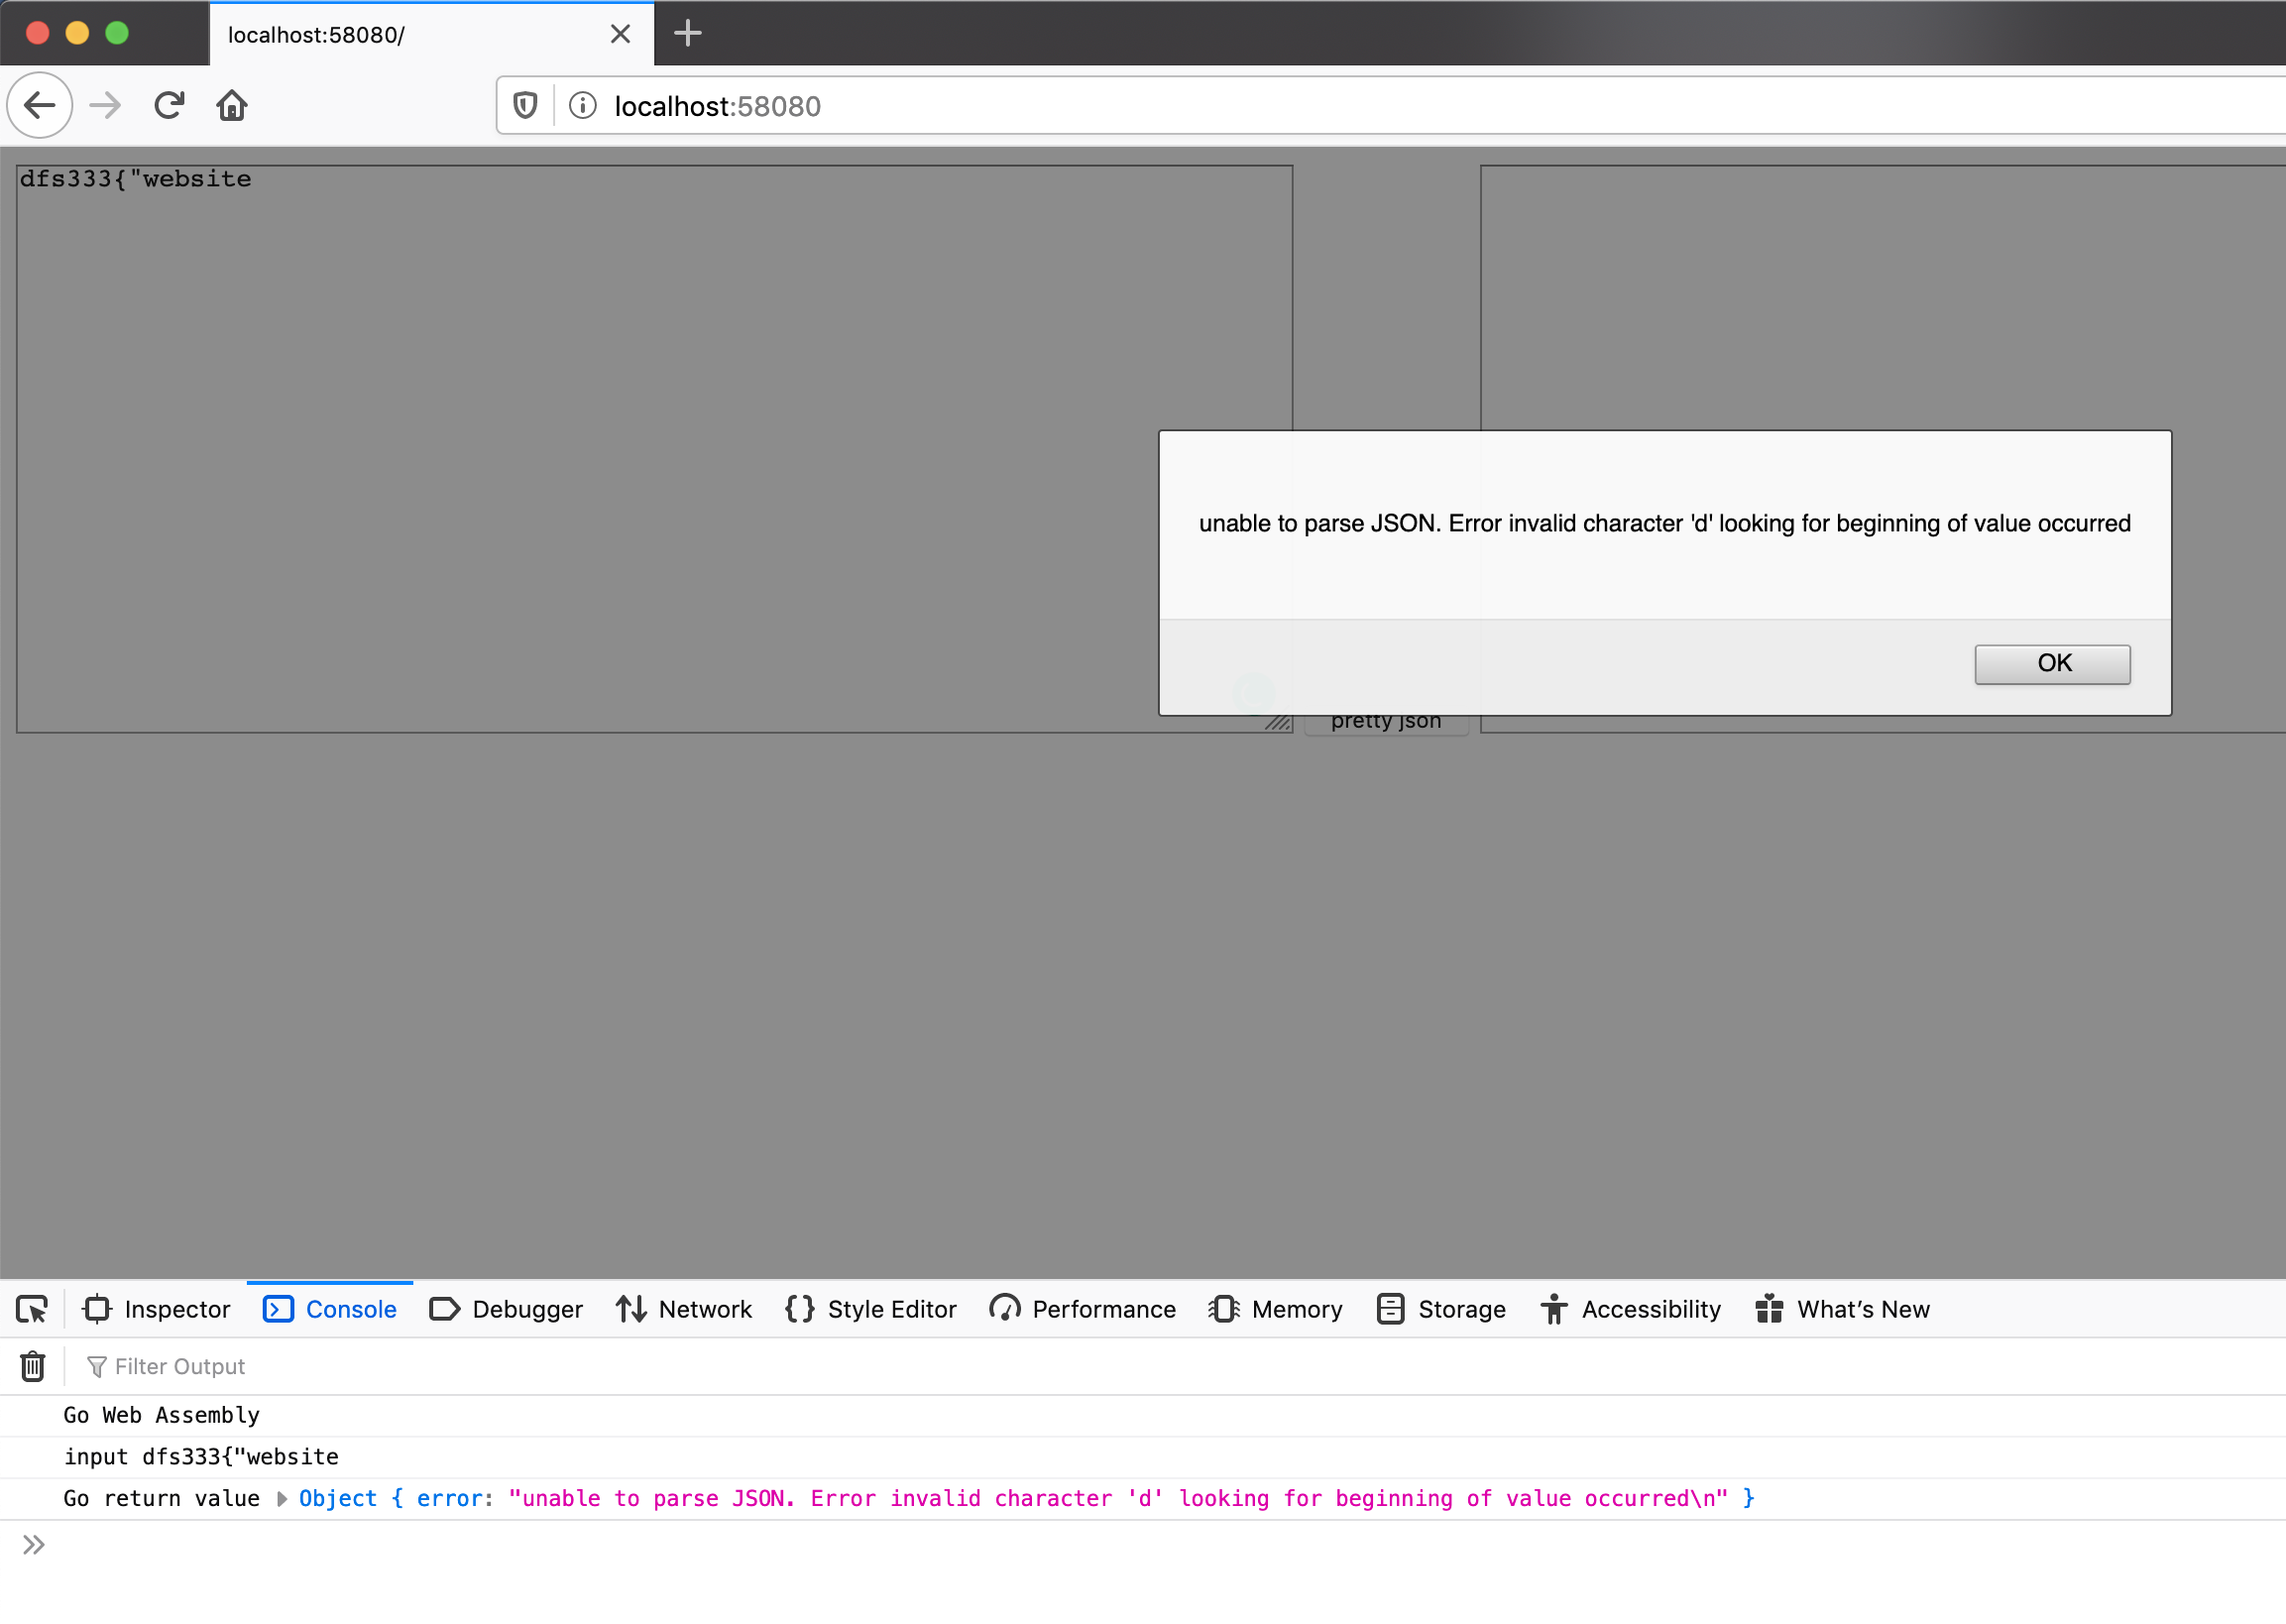 localhost:58080/
localhost:58080
dfs333{"website
unable to parse JSON. Error invalid character 'd' looking for beginning of value occurred
OK
pretty json
Inspector Console Debugger Network Style Editor Performance Memory Storage Accessibility What's New
Filter Output
Go Web Assembly
input dfs333{"website
Go return value Object { error: "unable to parse JSON. Error invalid character 'd' looking for beginning of value occurred\n" }